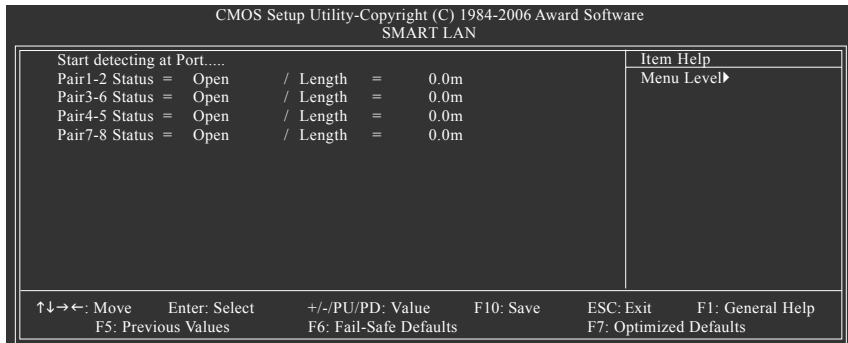 CMOS Setup Utility-Copyright (C) 1984-2006 Award Software
SMART LAN
Start detecting at Port.....
Pair1-2 Status = Open / Length = 0.0m
Pair3-6 Status = Open / Length = 0.0m
Pair4-5 Status = Open / Length = 0.0m
Pair7-8 Status = Open / Length = 0.0m
Item Help
Menu Level▶
↑↓→←: Move Enter: Select +/-/PU/PD: Value F10: Save ESC: Exit F1: General Help
F5: Previous Values F6: Fail-Safe Defaults F7: Optimized Defaults